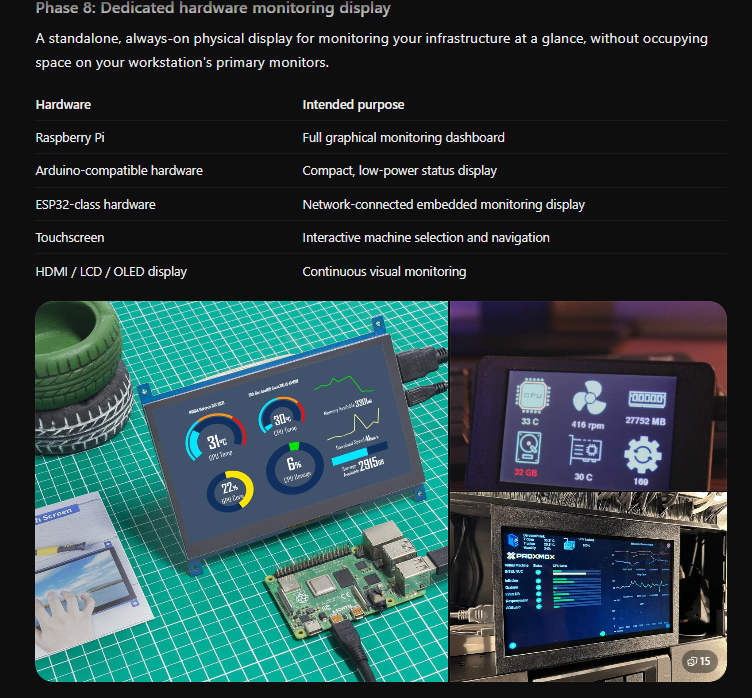 Phase 8: Dedicated hardware monitoring display
A standalone, always-on physical display for monitoring your infrastructure at a glance, without occupying
space on your workstation's primary monitors.
Hardware Intended purpose
Raspberry Pi Full graphical monitoring dashboard
Arduino-compatible hardware Compact, low-power status display
ESP32-class hardware Network-connected embedded monitoring display
Touchscreen Interactive machine selection and navigation
HDMI / LCD / OLED display Continuous visual monitoring
31°C
GPU Temp
30°C
CPU Temp
22%
6%
CPU
33 C
416 rpm
27752 MB
32 GB
30 C
169
PROXMOX
Screen
15